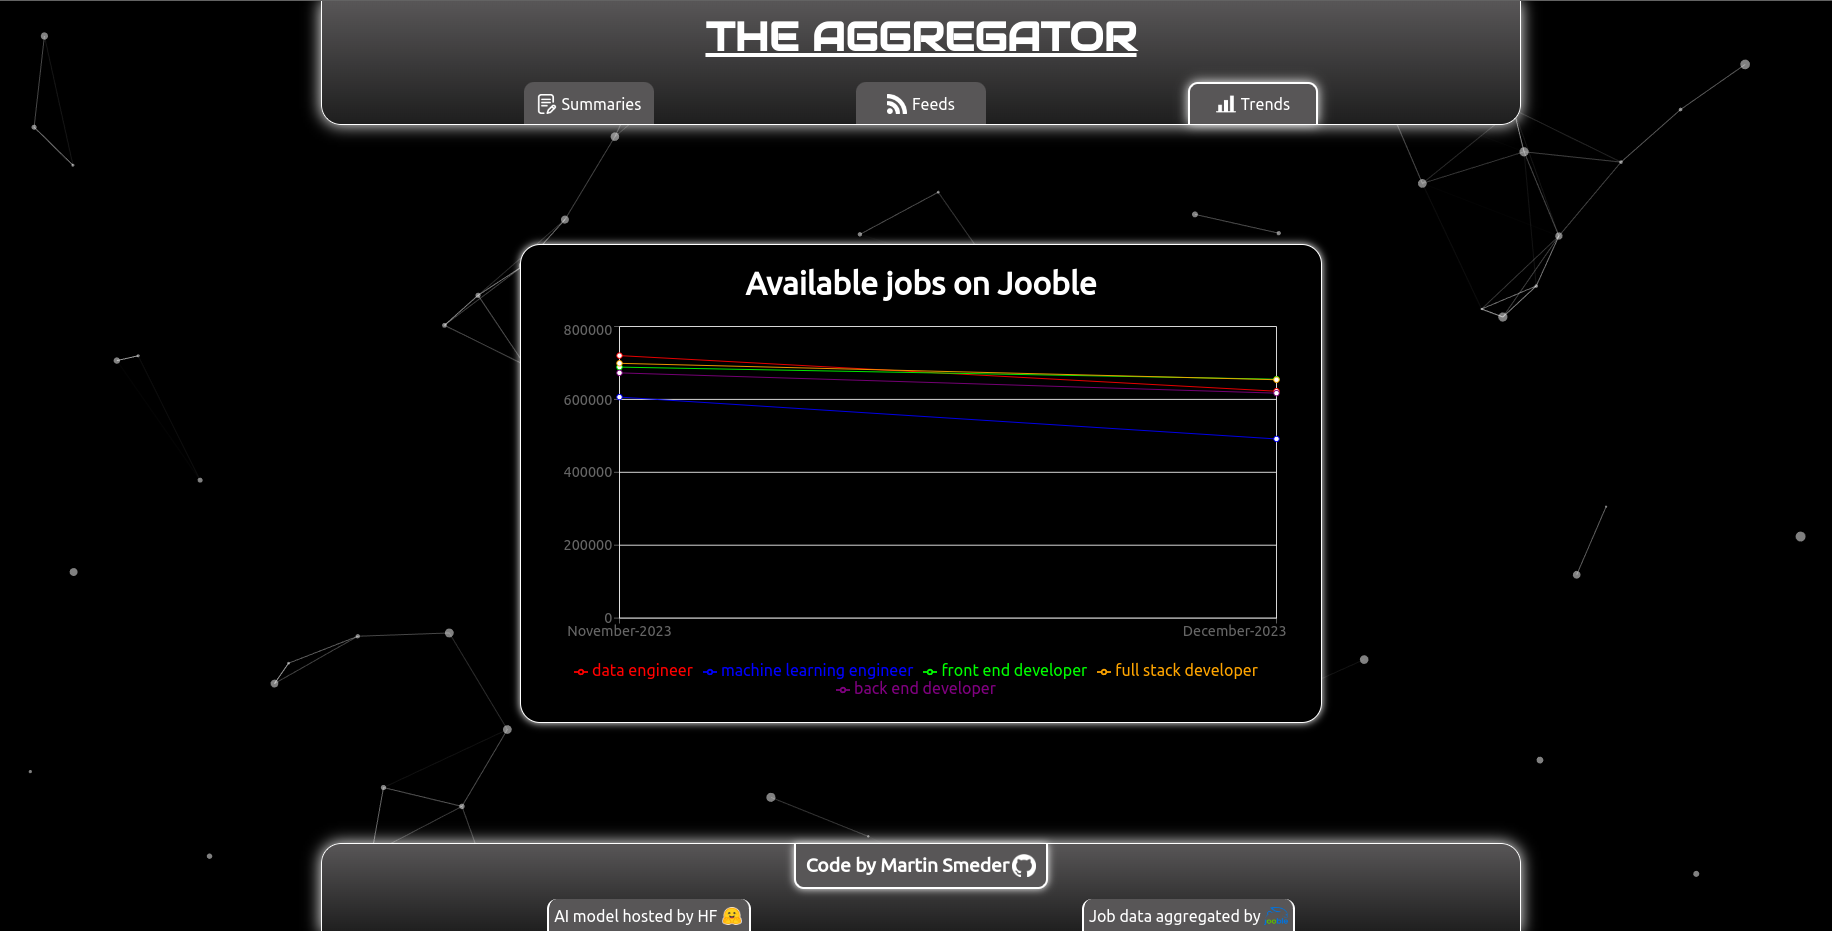 THE AGGREGATOR
Summaries
Feeds
Trends
Available jobs on Jooble
800000
600000
400000
200000
0
November-2023
December-2023
data engineer machine learning engineer front end developer full stack developer
back end developer
Code by Martin Smeder
AI model hosted by HF 🤗
Job data aggregated by